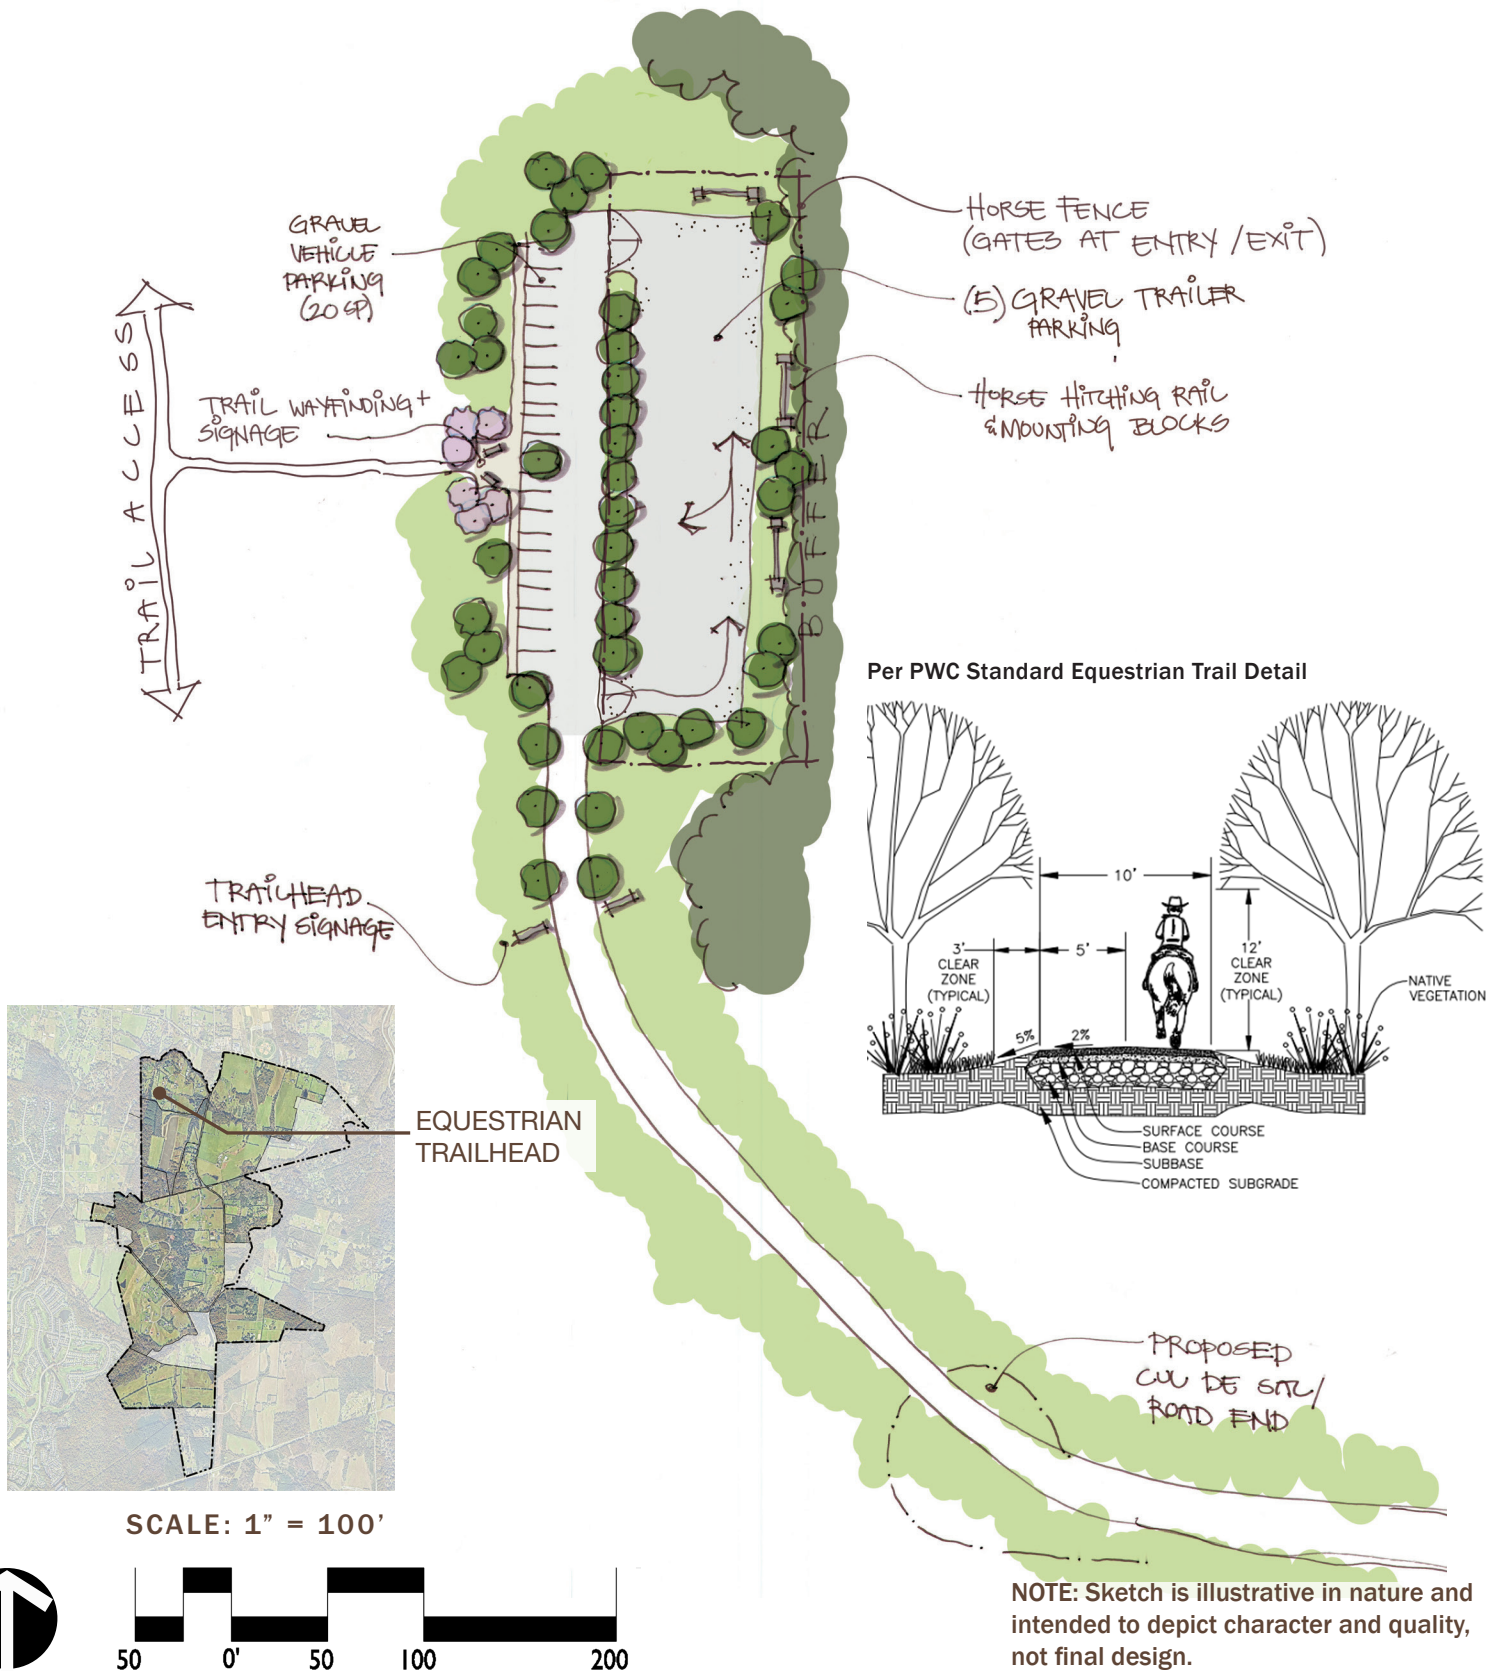 GRAVEL
VEHICLE
PARKING
(20 SP)
HORSE FENCE
(GATES AT ENTRY/EXIT)
(5) GRAVEL TRAILER
PARKING
HORSE HITCHING RAIL
& MOUNTING BLOCKS
TRAIL ACCESS
TRAIL WAYFINDING +
SIGNAGE
BUFFER
TRAILHEAD
ENTRY SIGNAGE
Per PWC Standard Equestrian Trail Detail
10'
3'
CLEAR
ZONE
(TYPICAL)
5'
12'
CLEAR
ZONE
(TYPICAL)
NATIVE
VEGETATION
5%
2%
SURFACE COURSE
BASE COURSE
SUBBASE
COMPACTED SUBGRADE
EQUESTRIAN
TRAILHEAD
PROPOSED
CUL DE SAC/
ROAD END
SCALE: 1” = 100’
50 0' 50 100 200
NOTE: Sketch is illustrative in nature and
intended to depict character and quality,
not final design.